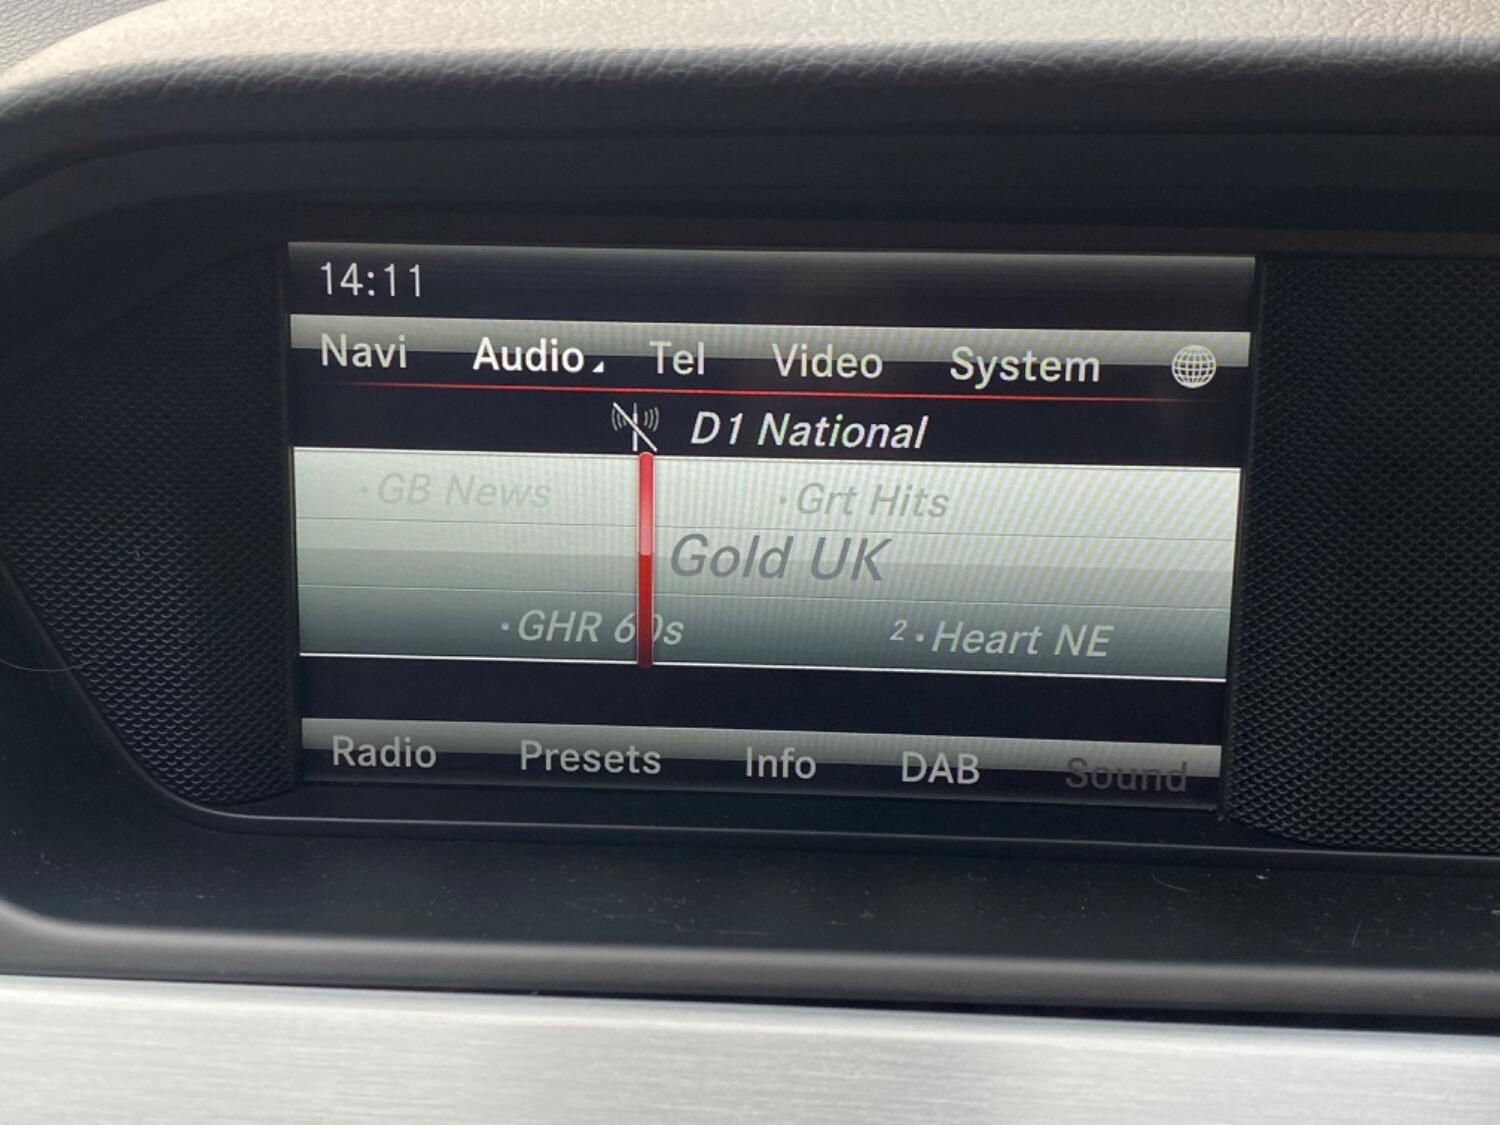 14:11
Navi Audio Tel Video System
D1 National
·GB News ·Grt Hits
Gold UK
·GHR 60s 2·Heart NE
Radio Presets Info DAB Sound